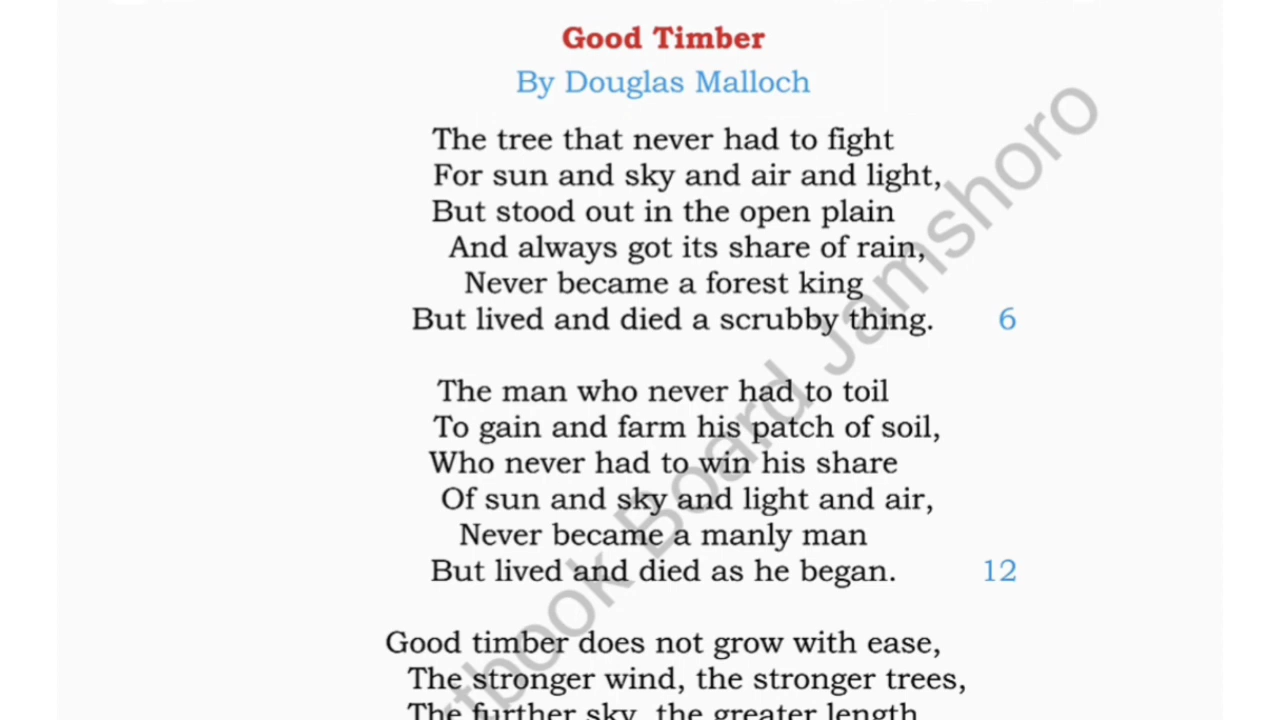 Good Timber
By Douglas Malloch
The tree that never had to fight
For sun and sky and air and light,
But stood out in the open plain
And always got its share of rain,
Never became a forest king
But lived and died a scrubby thing. 6
The man who never had to toil
To gain and farm his patch of soil,
Who never had to win his share
Of sun and sky and light and air,
Never became a manly man
But lived and died as he began. 12
Good timber does not grow with ease,
The stronger wind, the stronger trees,
The further sky, the greater length
Board Jamshoro